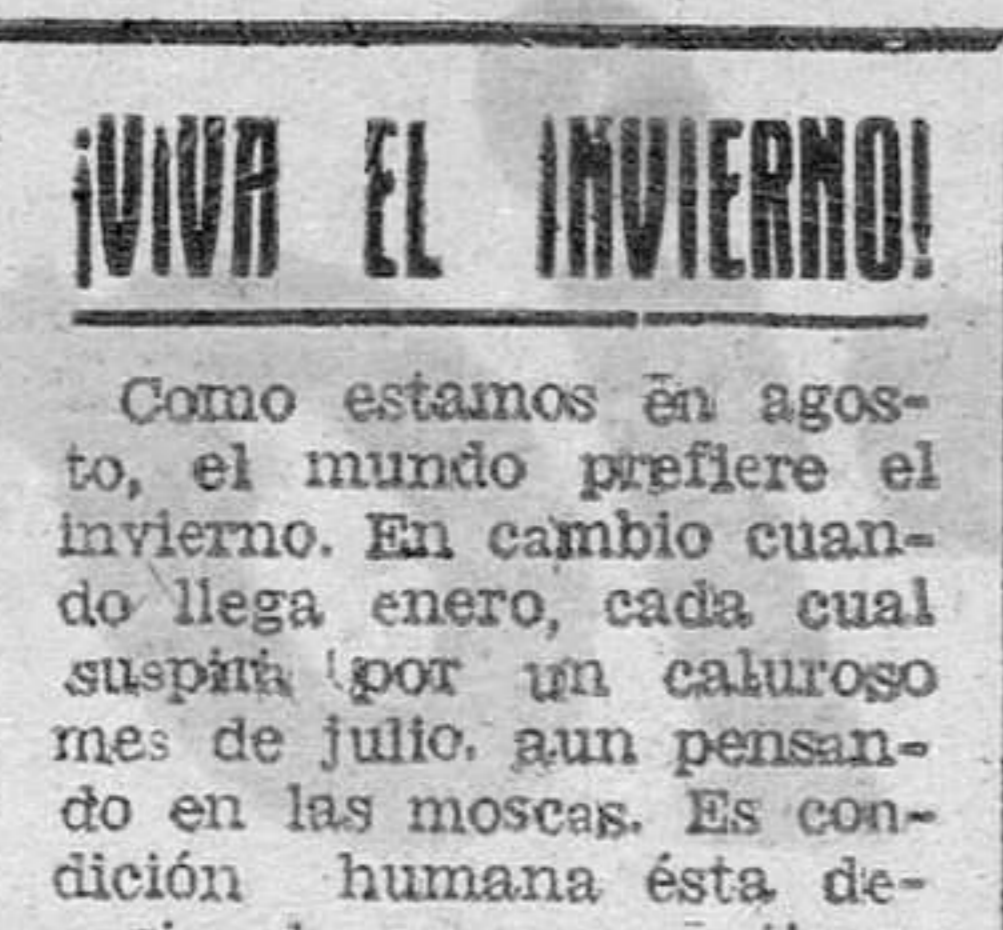 ¡VIVA EL INVIERNO!
Como estamos en agos-
to, el mundo prefiere el
invierno. En cambio cuan-
do llega enero, cada cual
suspira por un caluroso
mes de julio, aun pensan-
do en las moscas. Es con-
dición humana ésta de-